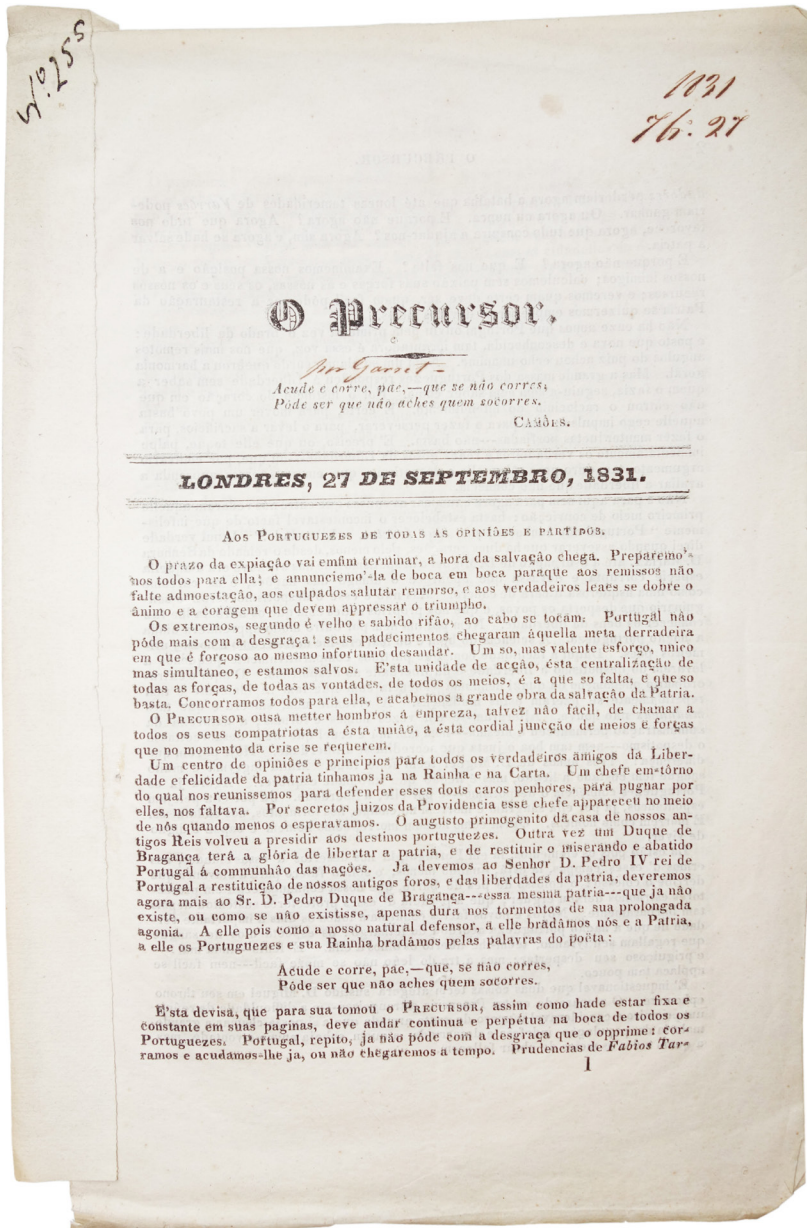 N.o 25 5
1831
7br. 27
O Precursor.
por Garret
Acude e corre, pae,—que se não corres;
Póde ser que não aches quem socorres.
CAMÕES.
LONDRES, 27 DE SEPTEMBRO, 1831.
AOS PORTUGUEZES DE TODAS AS OPINIÕES E PARTIDOS.
O prazo da expiação vai emfim terminar, a hora da salvação chega. Preparemo'-
nos todos para ella; e annunciemo'-la de boca em boca paraque aos remissos não
falte admoestação, aos culpados salutar remorso, e aos verdadeiros leaes se dobre o
ânimo e a coragem que devem appressar o triumpho.
Os extremos, segundo é velho e sabido rifão, ao cabo se tocam. Portugal não
póde mais com a desgraça: seus padecimentos chegaram áquella meta derradeira
em que é forçoso ao mesmo infortunio desandar. Um so, mas valente esforço, unico
mas simultaneo, e estamos salvos. E'sta unidade de acção, ésta centralização de
todas as forças, de todas as vontades, de todos os meios, é a que so falta, e que so
basta. Concorramos todos para ella, e acabemos a grande obra da salvação da Patria.
O PRECURSOR ousa metter hombros á empreza, talvez não facil, de chamar a
todos os seus compatriotas a ésta união, a ésta cordial juncção de meios e forças
que no momento da crise se requerem.
Um centro de opiniões e principios para todos os verdadeiros amigos da Liber-
dade e felicidade da patria tinhamos ja na Rainha e na Carta. Um chefe em-tôrno
do qual nos reunissemos para defender esses dous caros penhores, para pugnar por
elles, nos faltava. Por secretos juizos da Providencia esse chefe appareceu no meio
de nós quando menos o esperavamos. O augusto primogenito da casa de nossos an-
tigos Reis volveu a presidir aos destinos portuguezes. Outra vez um Duque de
Bragança terá a glória de libertar a patria, e de restituir o miserando e abatido
Portugal á communhão das nações. Ja devemos ao Senhor D. Pedro IV rei de
Portugal a restituição de nossos antigos foros, e das liberdades da patria, deveremos
agora mais ao Sr. D. Pedro Duque de Bragança---essa mesma patria---que ja não
existe, ou como se não existisse, apenas dura nos tormentos de sua prolongada
agonia. A elle pois como a nosso natural defensor, a elle bradâmos nós e a Patria,
a elle os Portuguezes e sua Rainha bradâmos pelas palavras do poëta:
Acude e corre, pae,—que, se não corres,
Póde ser que não aches quem socorres.
E'sta devisa, que para sua tomou o PRECURSOR, assim como hade estar fixa e
constante em suas paginas, deve andar continua e perpétua na boca de todos os
Portuguezes. Portugal, repito, ja não póde com a desgraça que o opprime: cor-
ramos e acudâmos-lhe ja, ou não chegaremos a tempo. Prudencias de Fabios Tar-
1